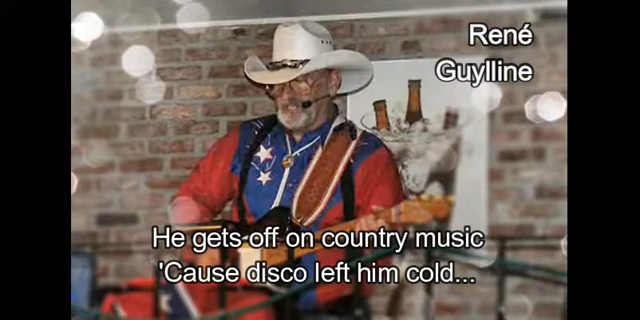 René
Guylline
He gets off on country music
'Cause disco left him cold...